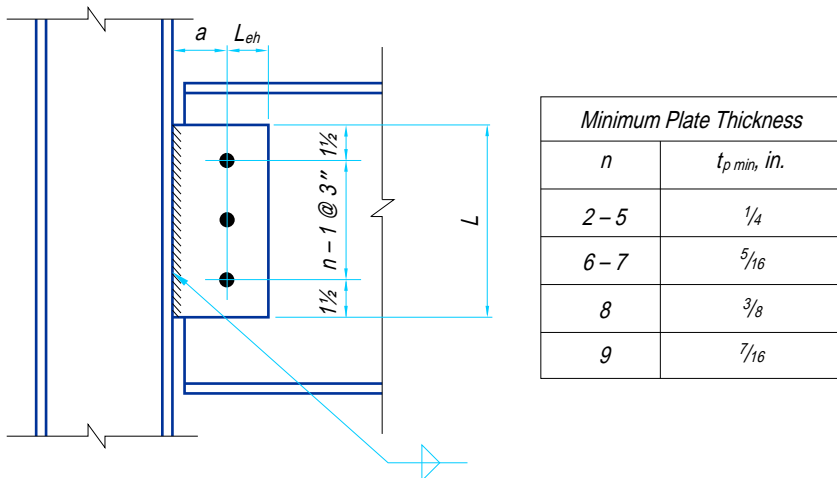 a
Leh
1½
n – 1 @ 3"
1½
L
Minimum Plate Thickness
n tp min, in.
2 – 5 1/4
6 – 7 5/16
8 3/8
9 7/16